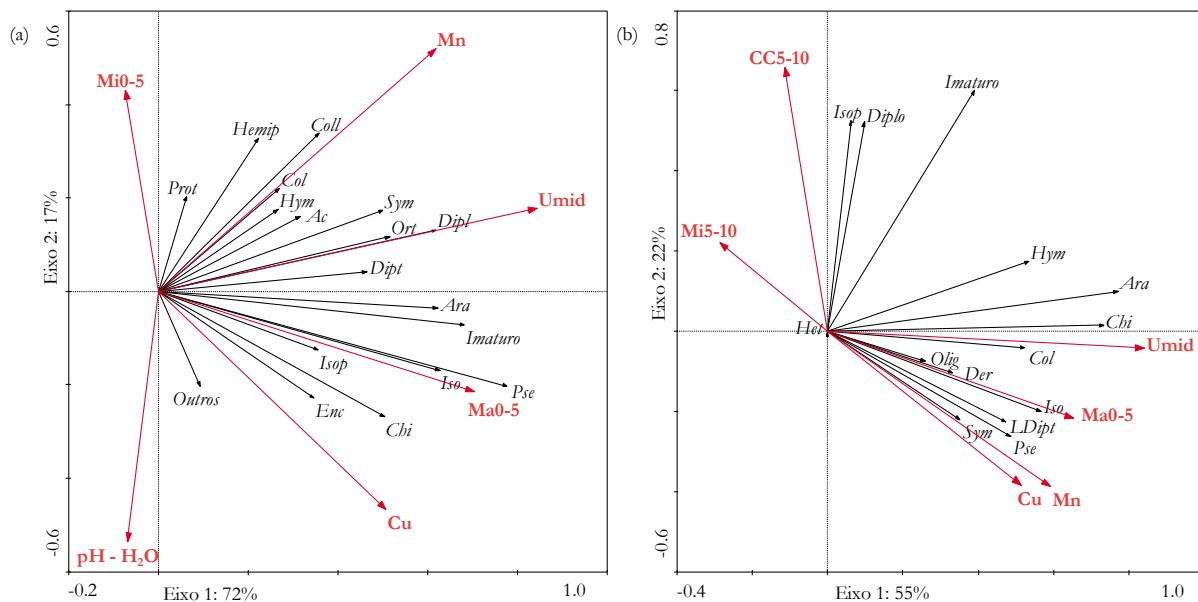 (a)
0.6
Eixo 2: 17%
-0.6
-0.2
Eixo 1: 72%
1.0
Mn
Mi0-5
Hemip
Coll
Prot
Col
Hym
Ac
Sym
Umid
Ort
Dipl
Dipt
Ara
Imaturo
Isop
Iso
Pse
Ma0-5
Outros
Enc
Chi
Cu
pH - H₂O
(b)
0.8
Eixo 2: 22%
-0.6
-0.4
Eixo 1: 55%
1.0
CC5-10
Imaturo
Isop
Diplo
Mi5-10
Hym
Ara
Chi
Het
Umid
Col
Olig
Der
Iso
Ma0-5
LDipt
Sym
Pse
Cu
Mn